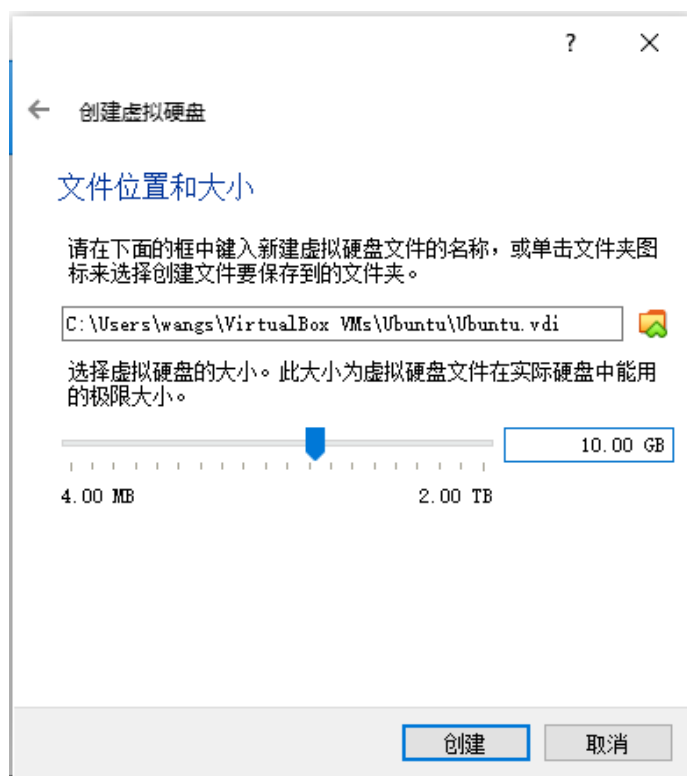 ?
创建虚拟硬盘
文件位置和大小
请在下面的框中键入新建虚拟硬盘文件的名称，或单击文件夹图
标来选择创建文件要保存到的文件夹。
C:\Users\wangs\VirtualBox VMs\Ubuntu\Ubuntu.vdi
选择虚拟硬盘的大小。此大小为虚拟硬盘文件在实际硬盘中能用
的极限大小。
10.00 GB
4.00 MB 2.00 TB
创建 取消